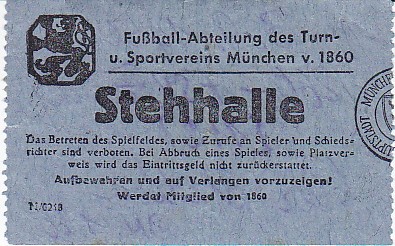 Fußball-Abteilung des Turn-
u. Sportvereins München v. 1860
Stehhalle
Das Betreten des Spielfeldes, sowie Zurufe an Spieler und Schieds-
richter sind verboten. Bei Abbruch eines Spieles, sowie Platzver-
weis wird das Eintrittsgeld nicht zurückerstattet.
Aufbewahren und auf Verlangen vorzuzeigen!
Werdet Mitglied von 1860